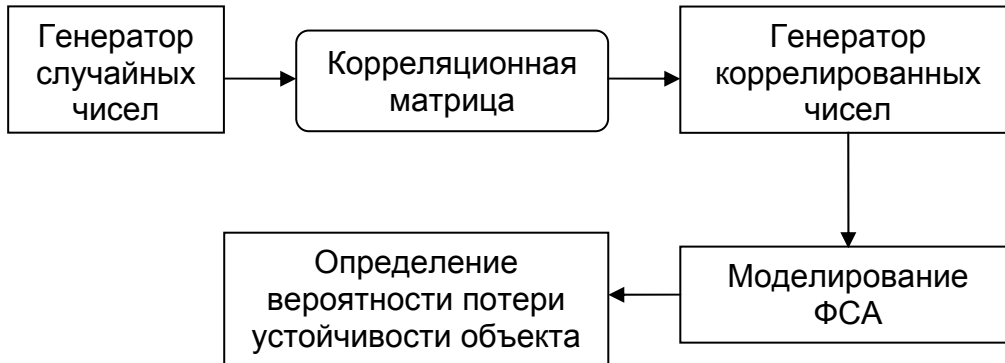 Генератор
случайных
чисел
Корреляционная
матрица
Генератор
коррелированных
чисел
Моделирование
ФСА
Определение
вероятности потери
устойчивости объекта